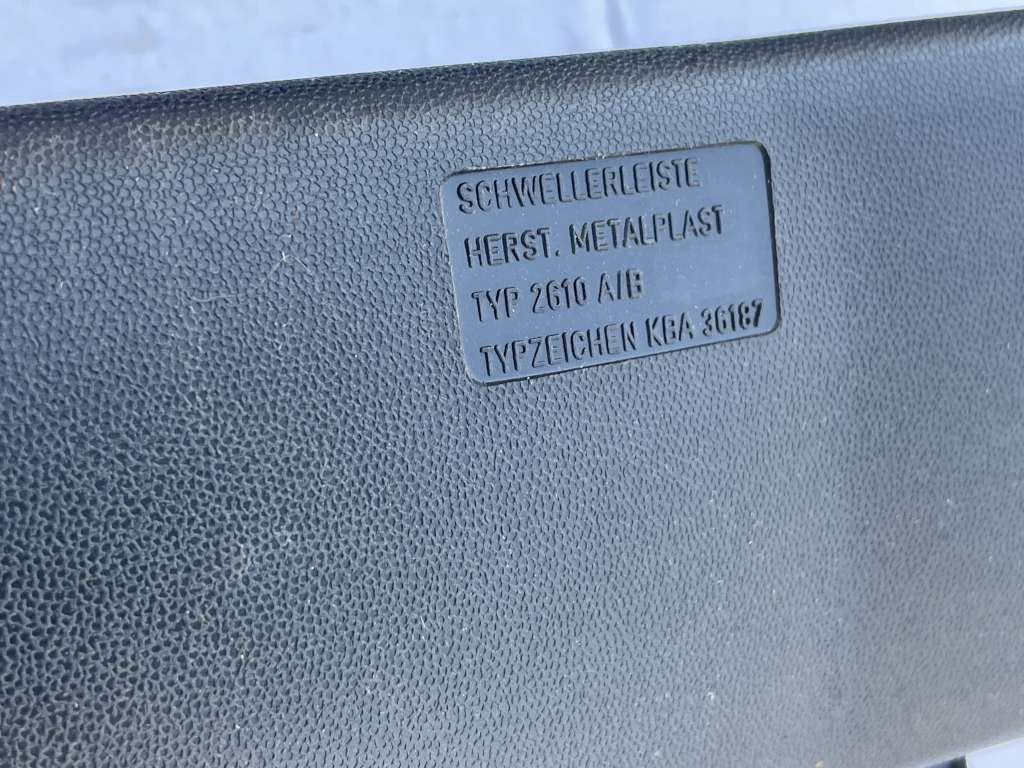 SCHWELLERLEISTE
HERST. METALPLAST
TYP 2610 A/B
TYPZEICHEN KBA 36187